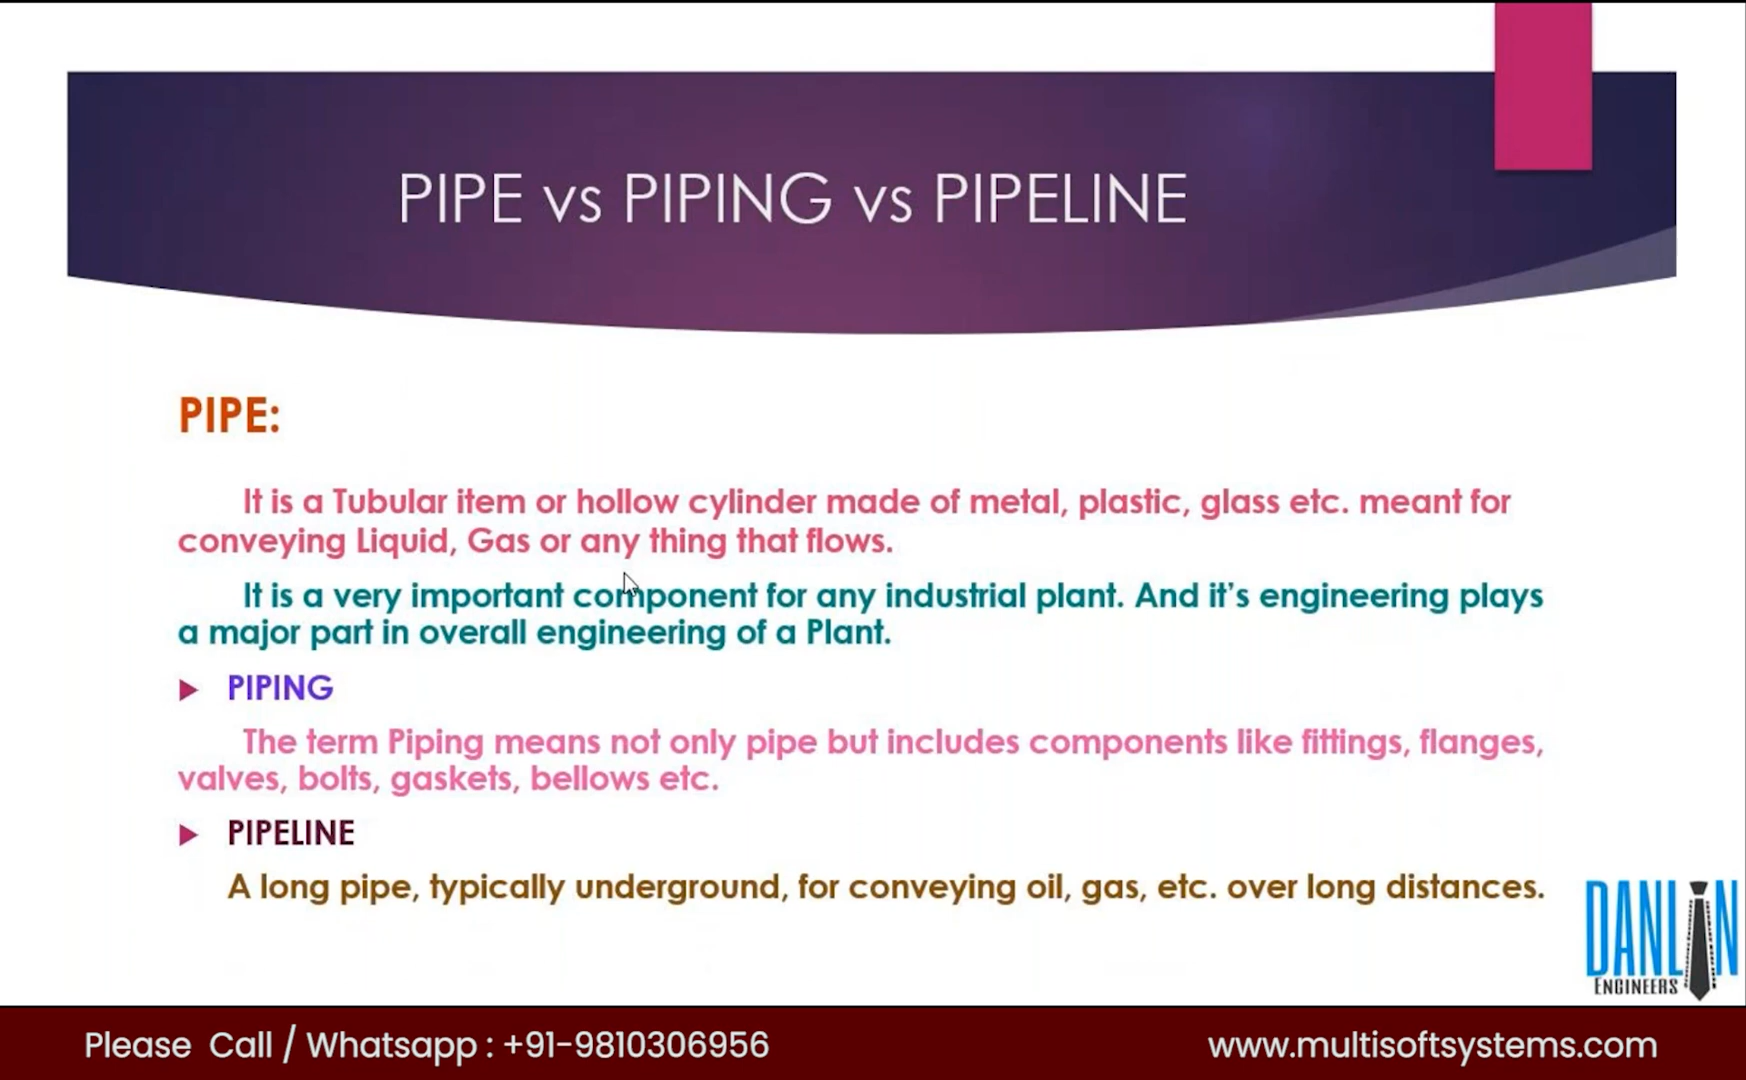 PIPE vs PIPING vs PIPELINE
PIPE:
It is a Tubular item or hollow cylinder made of metal, plastic, glass etc. meant for
conveying Liquid, Gas or any thing that flows.
It is a very important component for any industrial plant. And it's engineering plays
a major part in overall engineering of a Plant.
PIPING
The term Piping means not only pipe but includes components like fittings, flanges,
valves, bolts, gaskets, bellows etc.
PIPELINE
A long pipe, typically underground, for conveying oil, gas, etc. over long distances.
DANLIN
ENGINEERS
Please Call / Whatsapp : +91-9810306956
www.multisoftsystems.com